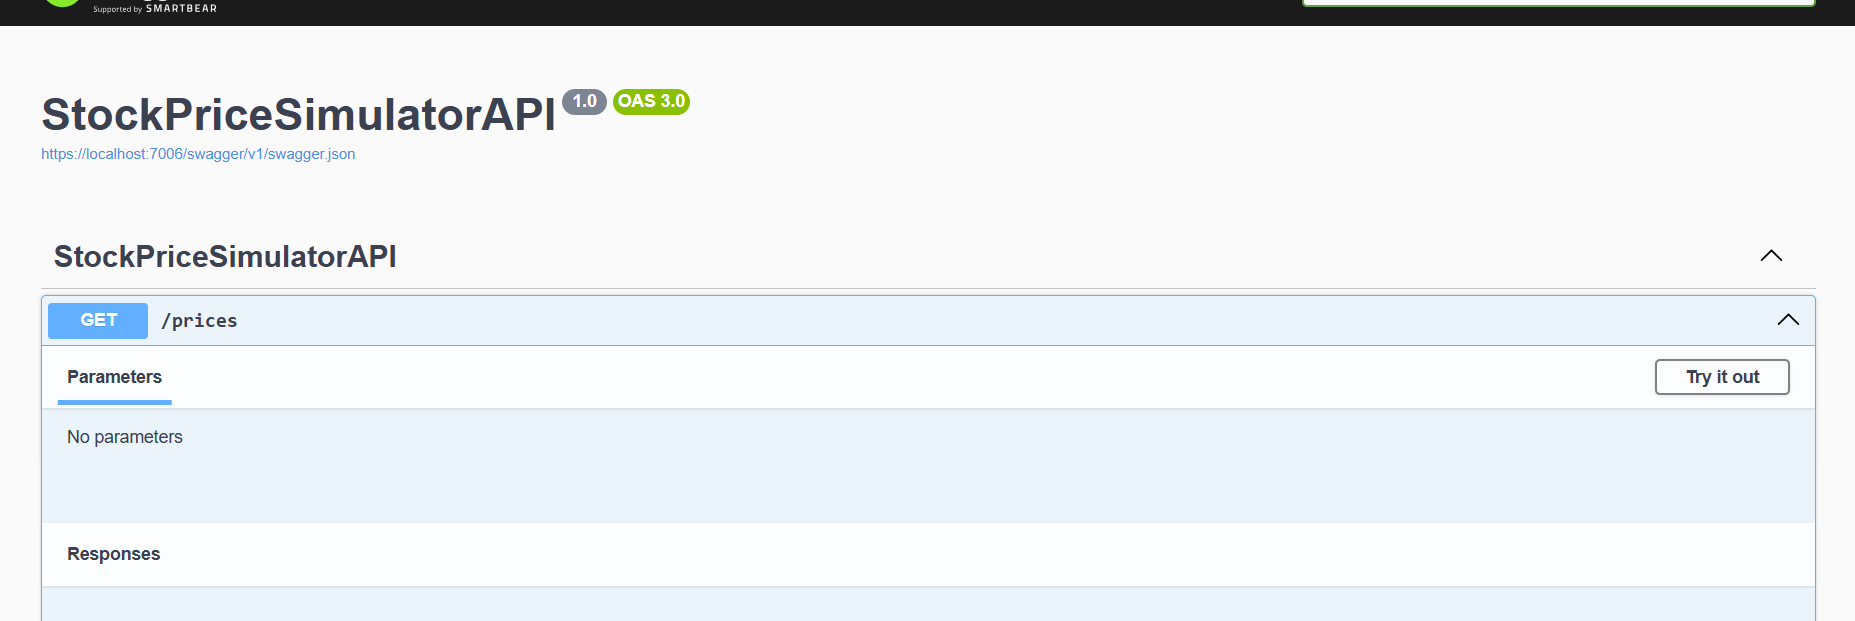 Supported by SMARTBEAR
StockPriceSimulatorAPI 1.0 OAS 3.0
https://localhost:7006/swagger/v1/swagger.json
StockPriceSimulatorAPI
GET /prices
Parameters
Try it out
No parameters
Responses